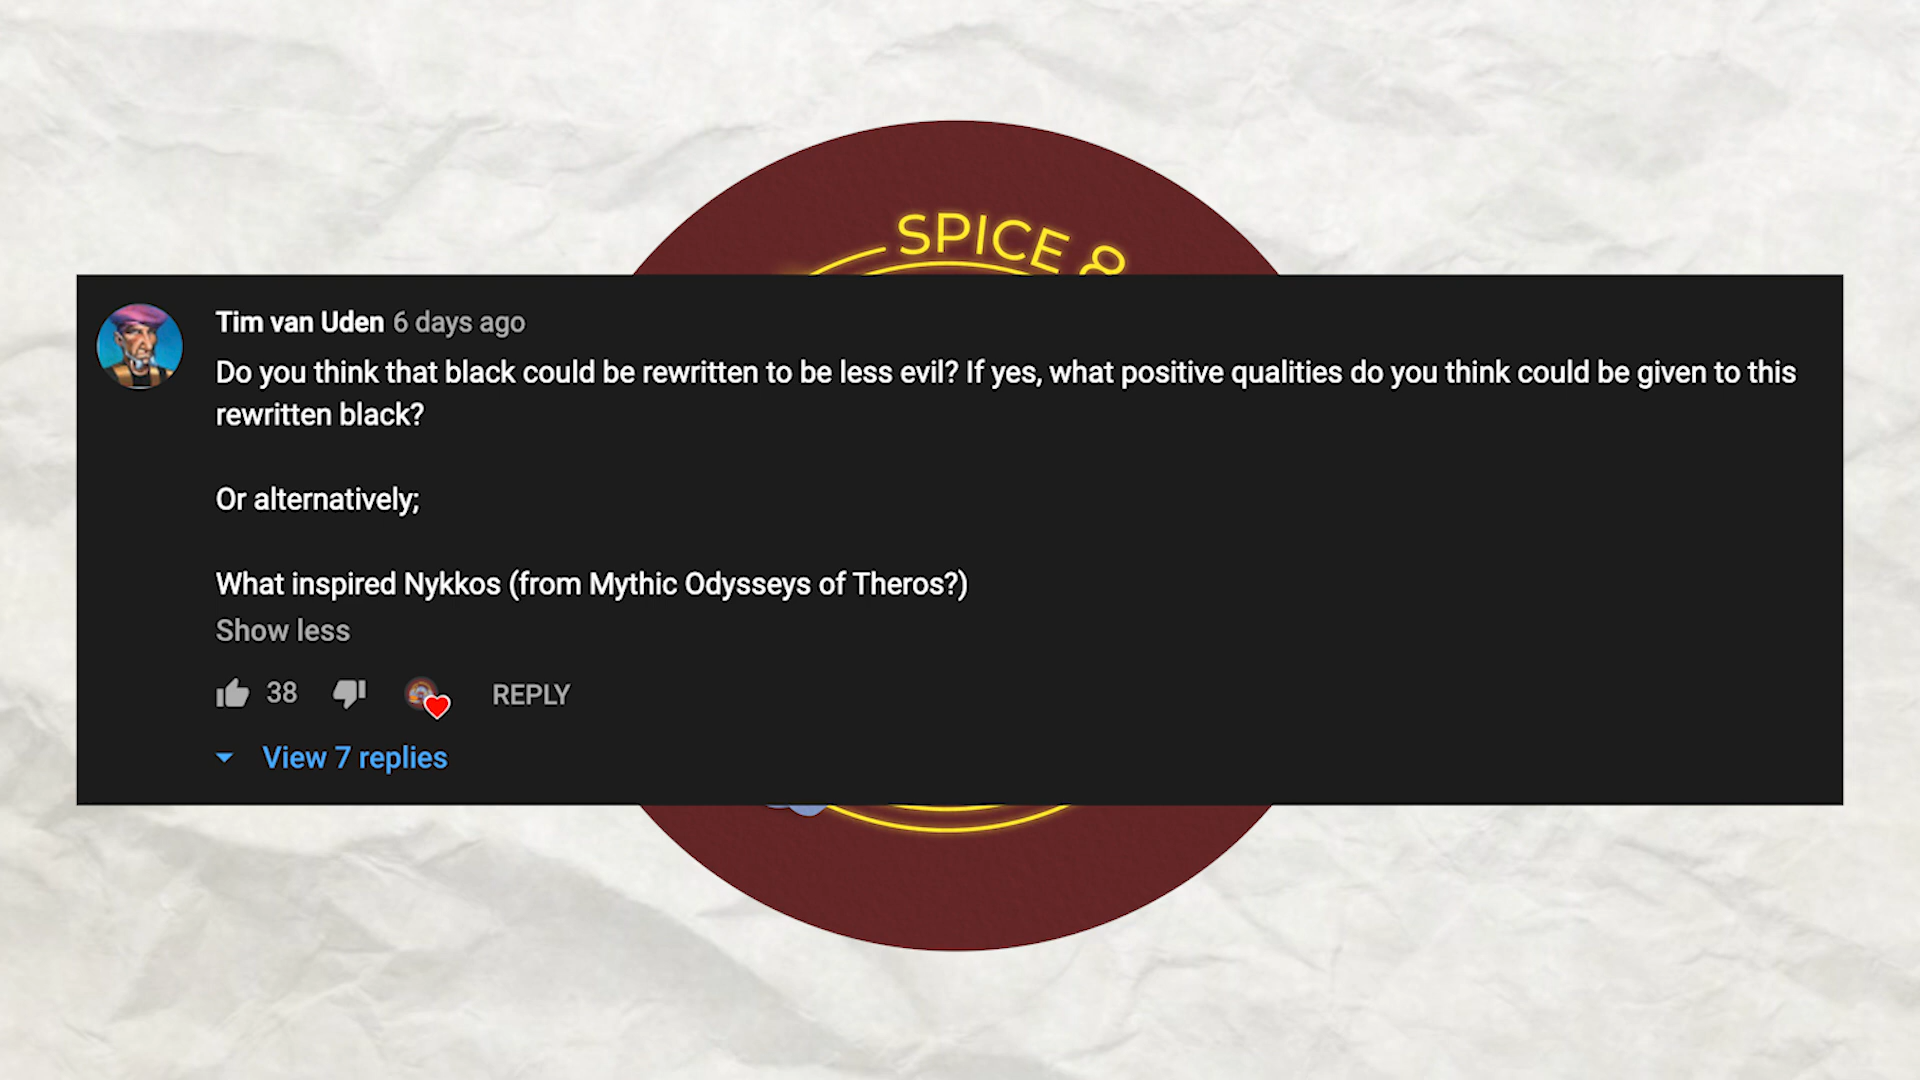 SPICE 8
Tim van Uden 6 days ago
Do you think that black could be rewritten to be less evil? If yes, what positive qualities do you think could be given to this
rewritten black?
Or alternatively;
What inspired Nykkos (from Mythic Odysseys of Theros?)
Show less
38 REPLY
View 7 replies